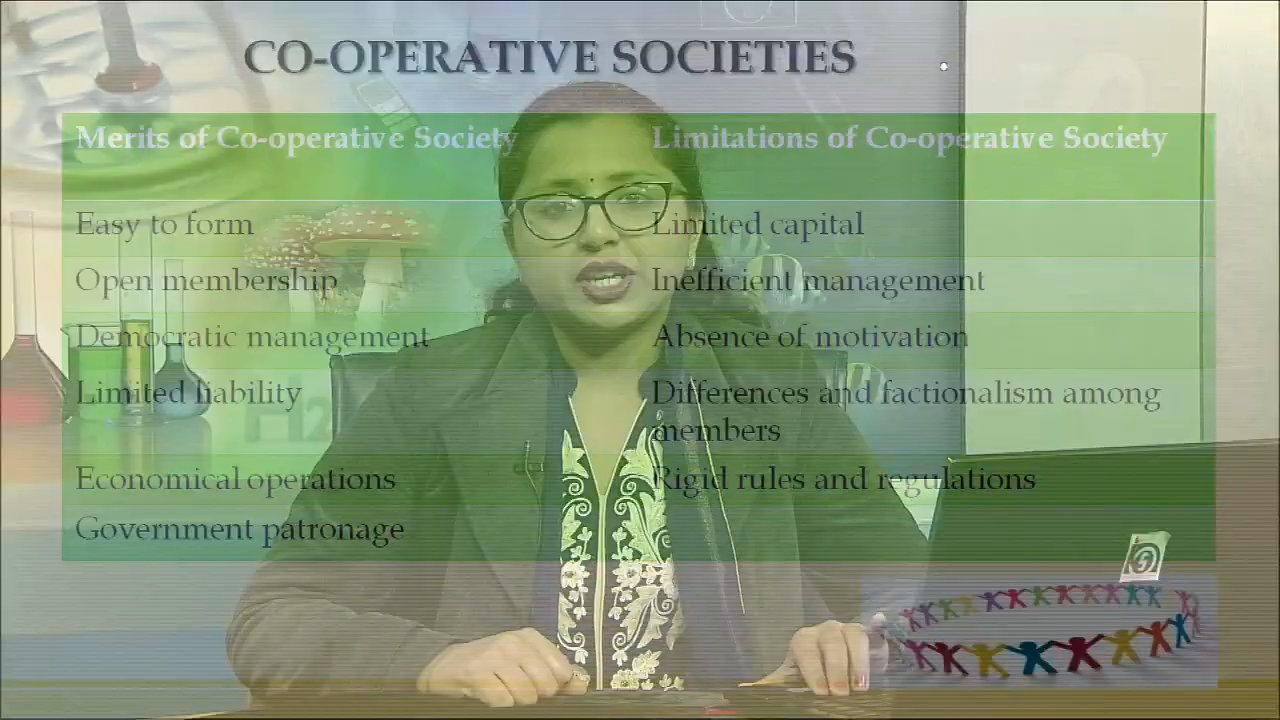 CO-OPERATIVE SOCIETIES
Merits of Co-operative Society
Limitations of Co-operative Society
Easy to form
Limited capital
Open membership
Inefficient management
Democratic management
Absence of motivation
Limited liability
Differences and factionalism among
members
Economical operations
Rigid rules and regulations
Government patronage